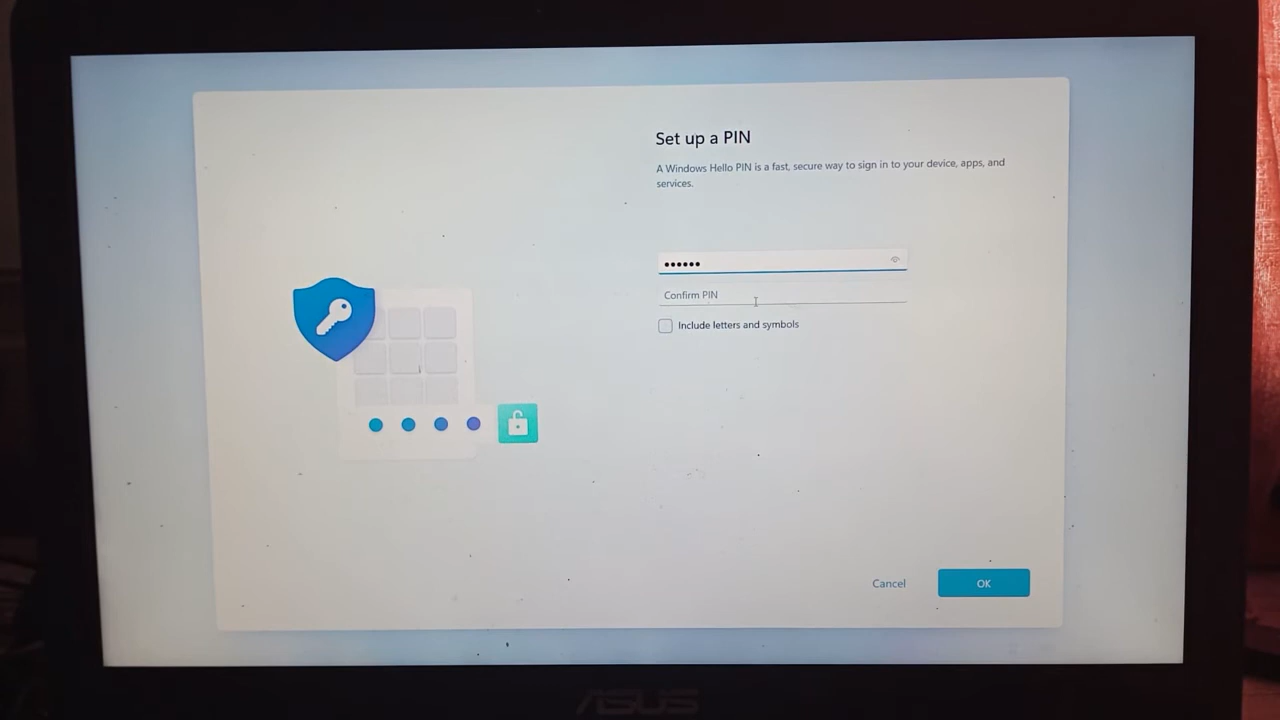 Set up a PIN
A Windows Hello PIN is a fast, secure way to sign in to your device, apps, and
services.
••••••
Confirm PIN
Include letters and symbols
Cancel
OK
ASUS